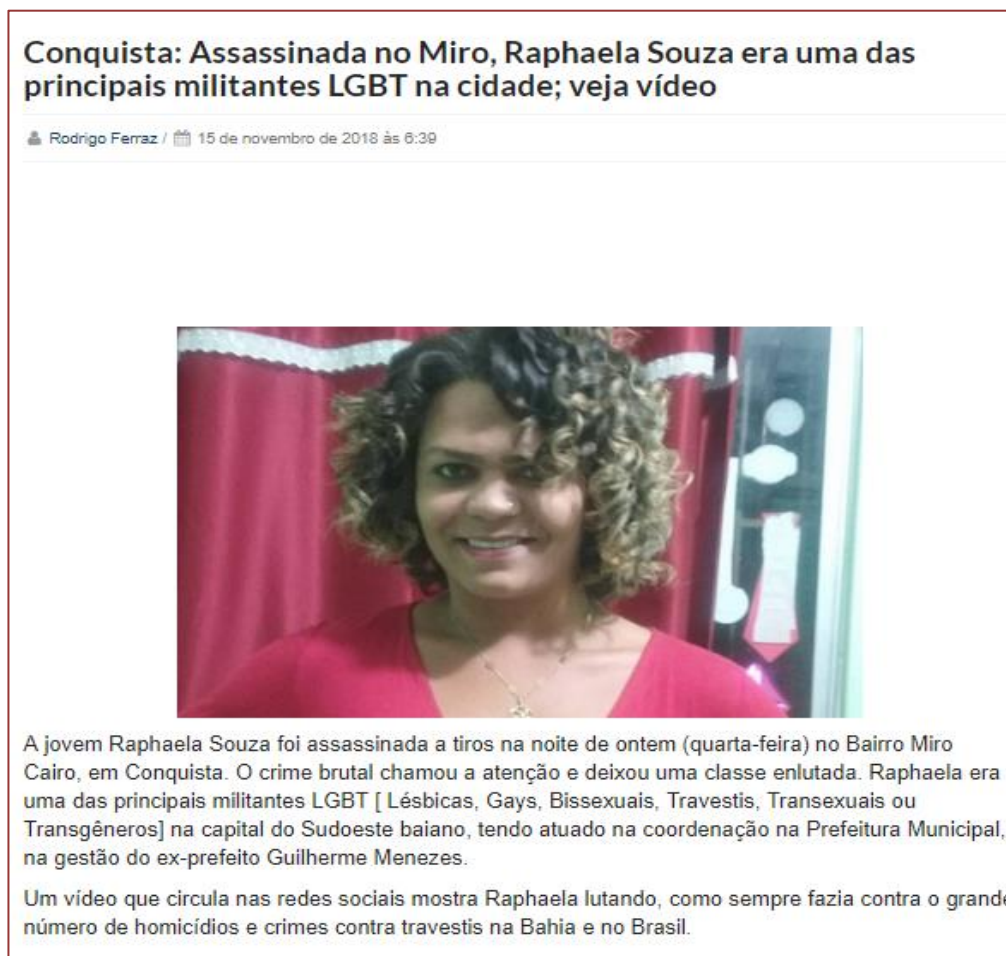 Conquista: Assassinada no Miro, Raphaela Souza era uma das
principais militantes LGBT na cidade; veja vídeo
Rodrigo Ferraz / 15 de novembro de 2018 às 6:39
A jovem Raphaela Souza foi assassinada a tiros na noite de ontem (quarta-feira) no Bairro Miro
Cairo, em Conquista. O crime brutal chamou a atenção e deixou uma classe enlutada. Raphaela era
uma das principais militantes LGBT [ Lésbicas, Gays, Bissexuais, Travestis, Transexuais ou
Transgêneros] na capital do Sudoeste baiano, tendo atuado na coordenação na Prefeitura Municipal,
na gestão do ex-prefeito Guilherme Menezes.
Um vídeo que circula nas redes sociais mostra Raphaela lutando, como sempre fazia contra o grande
número de homicídios e crimes contra travestis na Bahia e no Brasil.